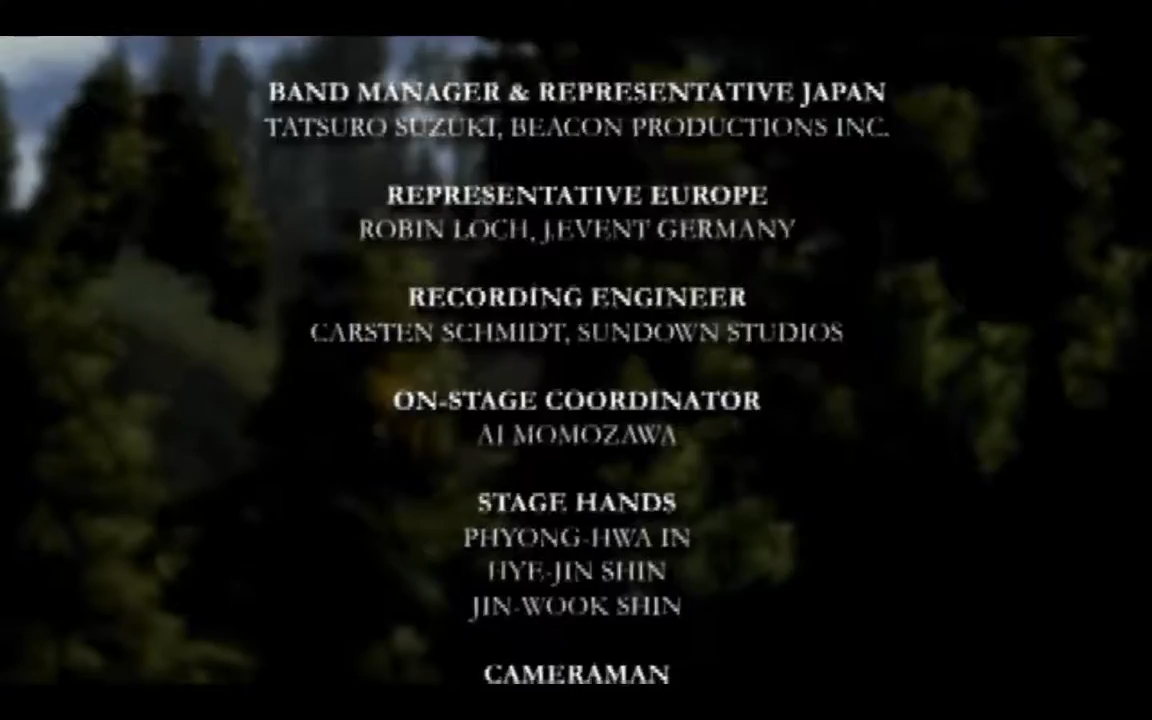 BAND MANAGER & REPRESENTATIVE JAPAN
TATSURO SUZUKI, BEACON PRODUCTIONS INC.
REPRESENTATIVE EUROPE
ROBIN LOCH, J.EVENT GERMANY
RECORDING ENGINEER
CARSTEN SCHMIDT, SUNDOWN STUDIOS
ON-STAGE COORDINATOR
AJ MOMOZAWA
STAGE HANDS
PHYONG-HWA IN
HYE-JIN SHIN
JIN-WOOK SHIN
CAMERAMAN